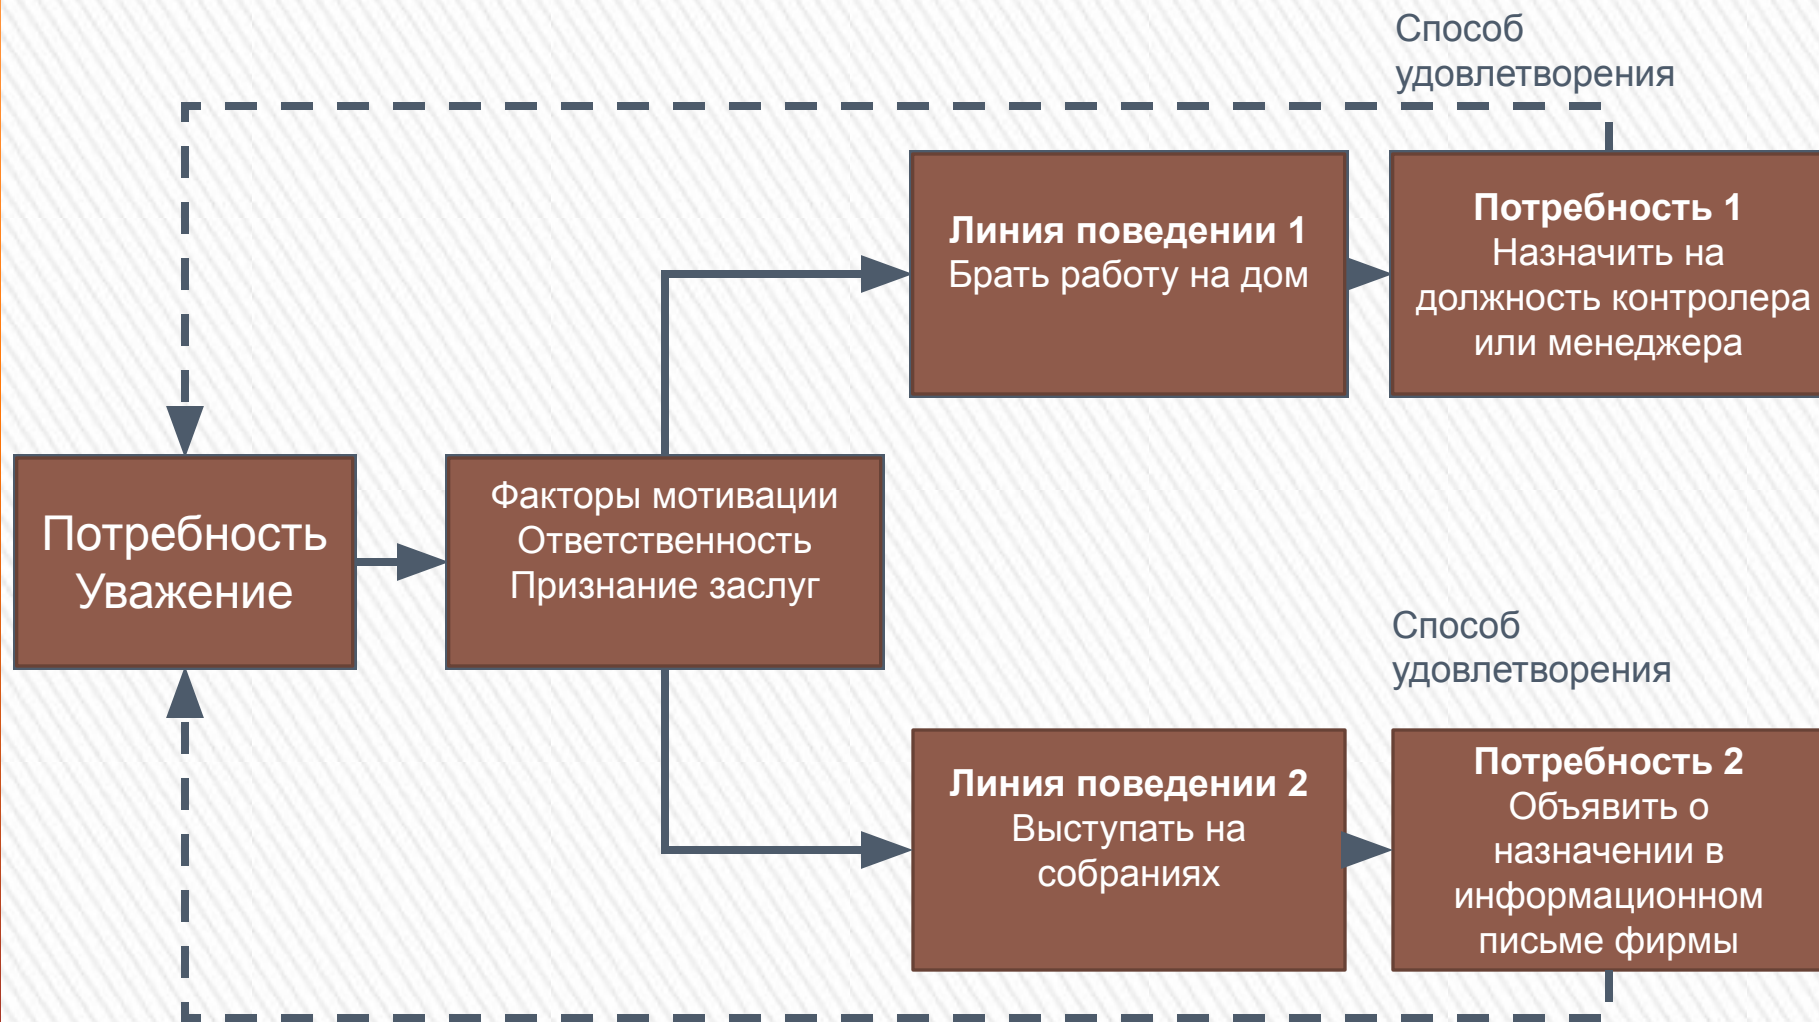 Способ
удовлетворения
Линия поведении 1
Брать работу на дом
Потребность 1
Назначить на
должность контролера
или менеджера
Потребность
Уважение
Факторы мотивации
Ответственность
Признание заслуг
Способ
удовлетворения
Линия поведении 2
Выступать на
собраниях
Потребность 2
Объявить о
назначении в
информационном
письме фирмы